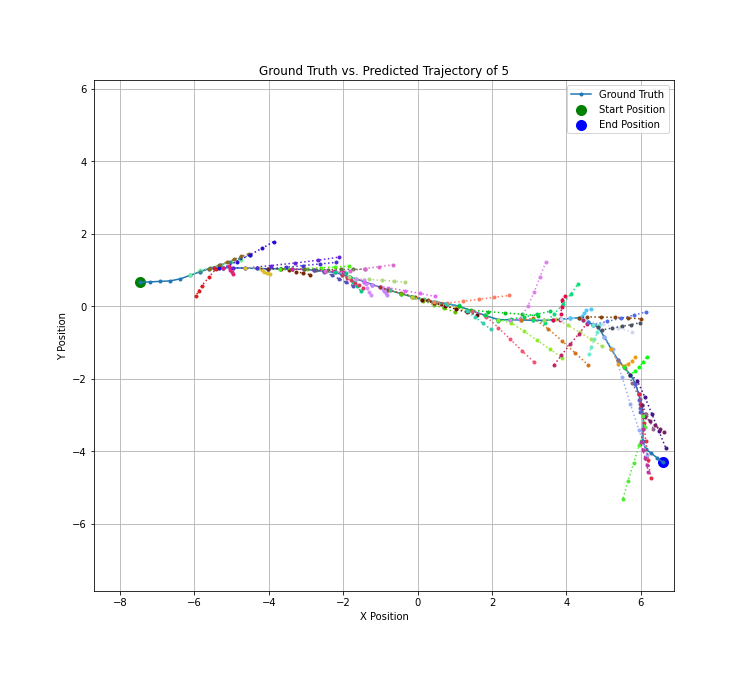 Ground Truth vs. Predicted Trajectory of 5
Ground Truth
Start Position
End Position
6
4
2
0
−2
−4
−6
Y Position
−8 −6 −4 −2 0 2 4 6
X Position